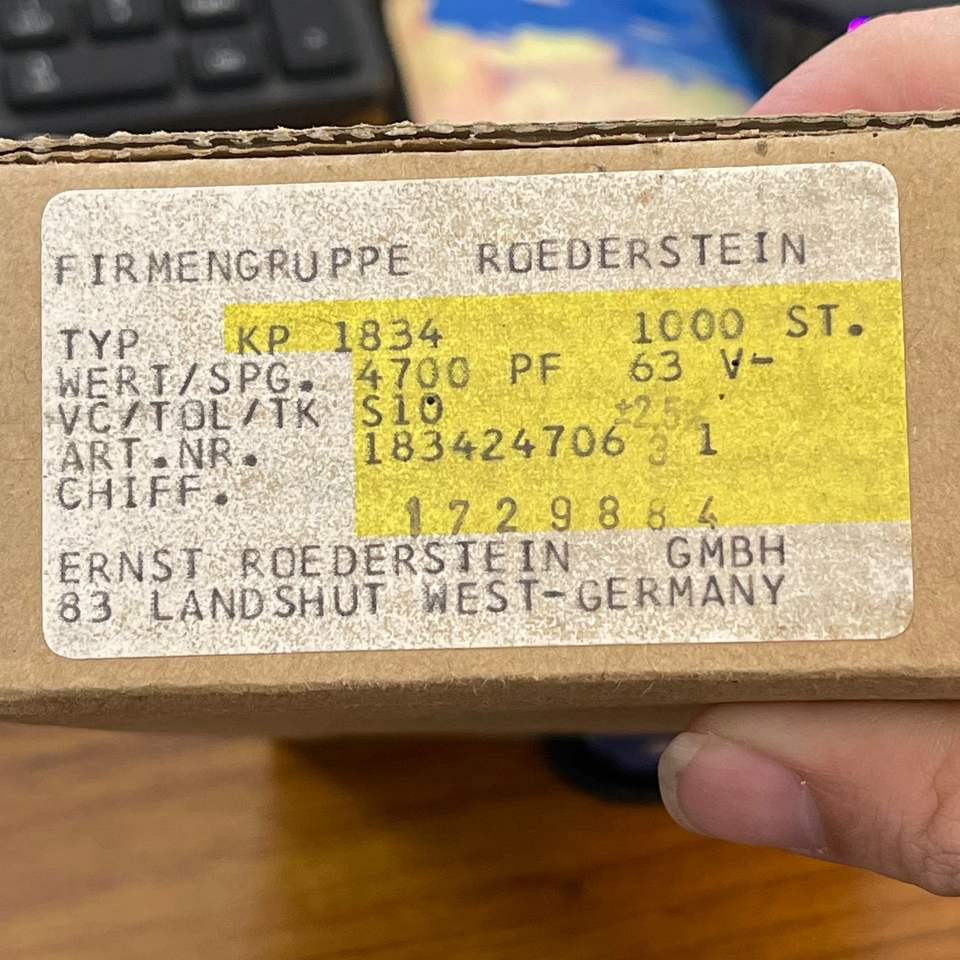 FIRMENGRUPPE ROEDERSTEIN
TYP KP 1834 1000 ST.
WERT/SPG. 4700 PF 63 V-
VC/TOL/TK S10 ±2.5%
ART.NR. 183424706 3 1
CHIFF. 1729884
ERNST ROEDERSTEIN GMBH
83 LANDSHUT WEST-GERMANY